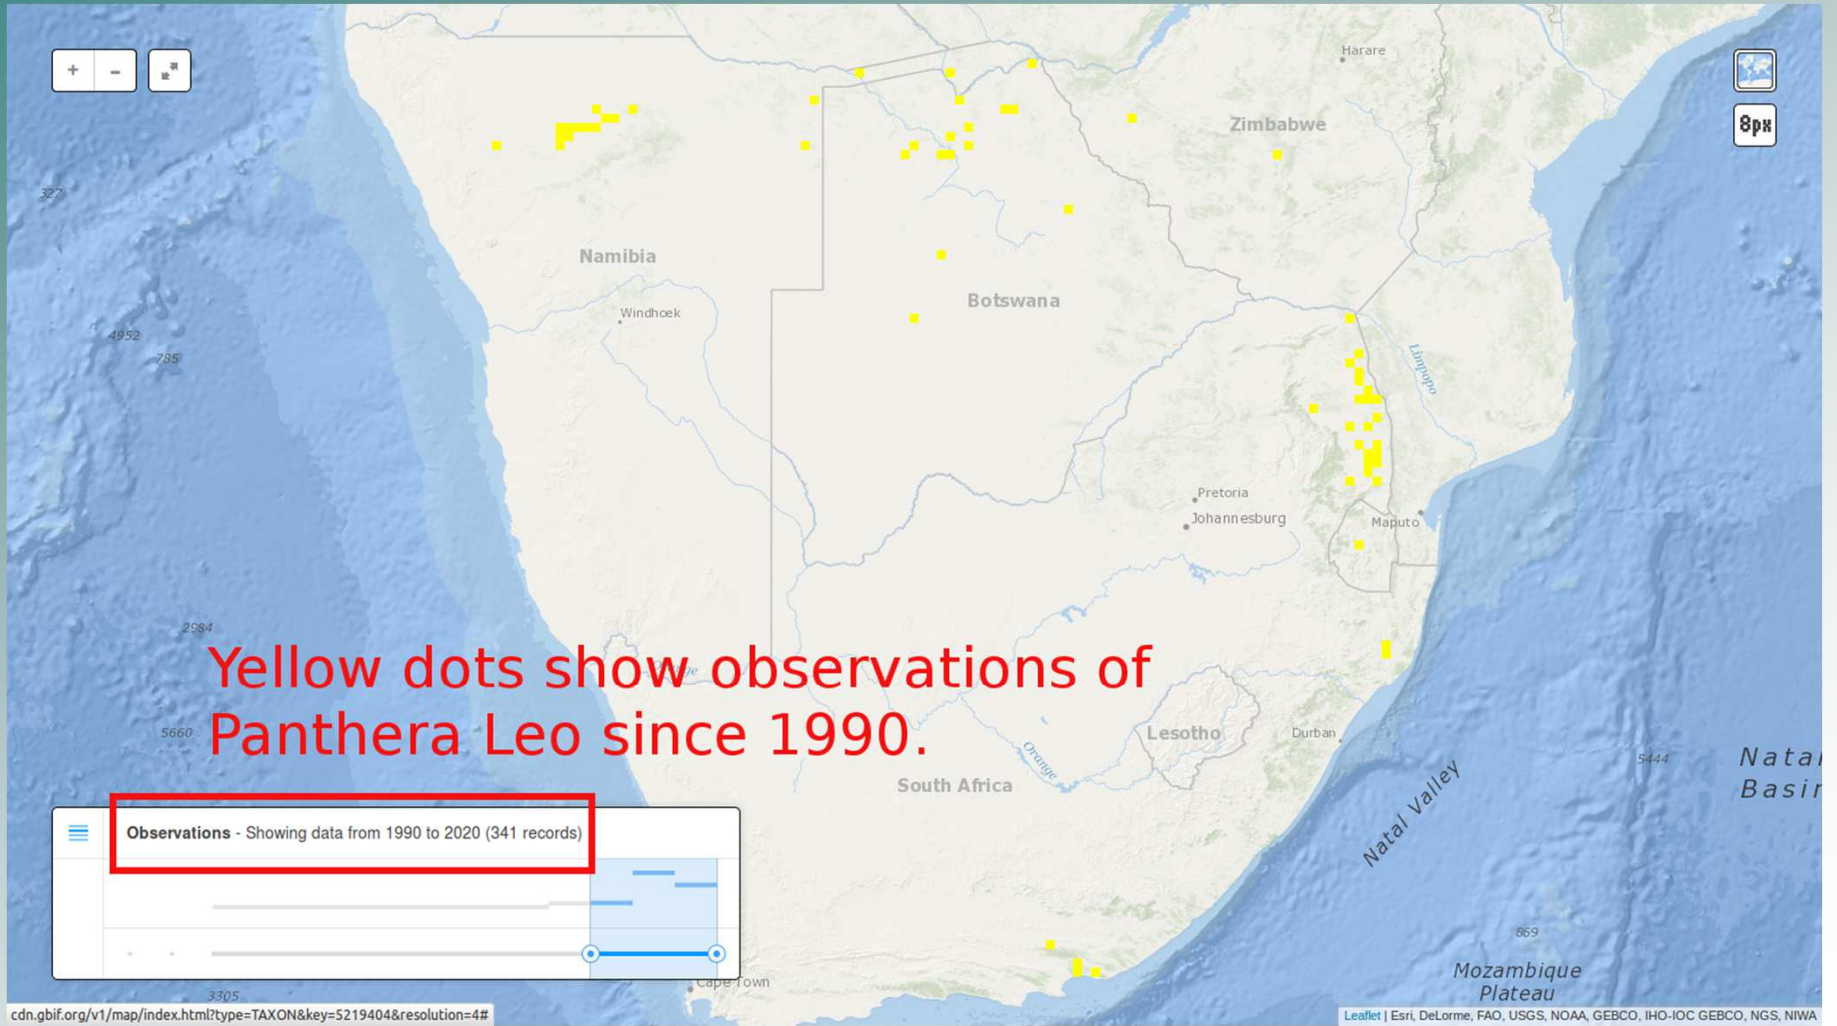 +
-
8px
Harare
Zimbabwe
327
Namibia
Botswana
Windhoek
4952
785
Limpopo
Pretoria
Johannesburg
Maputo
2984
Orange
Yellow dots show observations of
Panthera Leo since 1990.
5660
Lesotho
Durban
Orange
South Africa
5444
Natal
Basin
Natal Valley
Observations - Showing data from 1990 to 2020 (341 records)
869
Mozambique
Plateau
Cape Town
3305
cdn.gbif.org/v1/map/index.html?type=TAXON&key=5219404&resolution=4#
Leaflet | Esri, DeLorme, FAO, USGS, NOAA, GEBCO, IHO-IOC GEBCO, NGS, NIWA